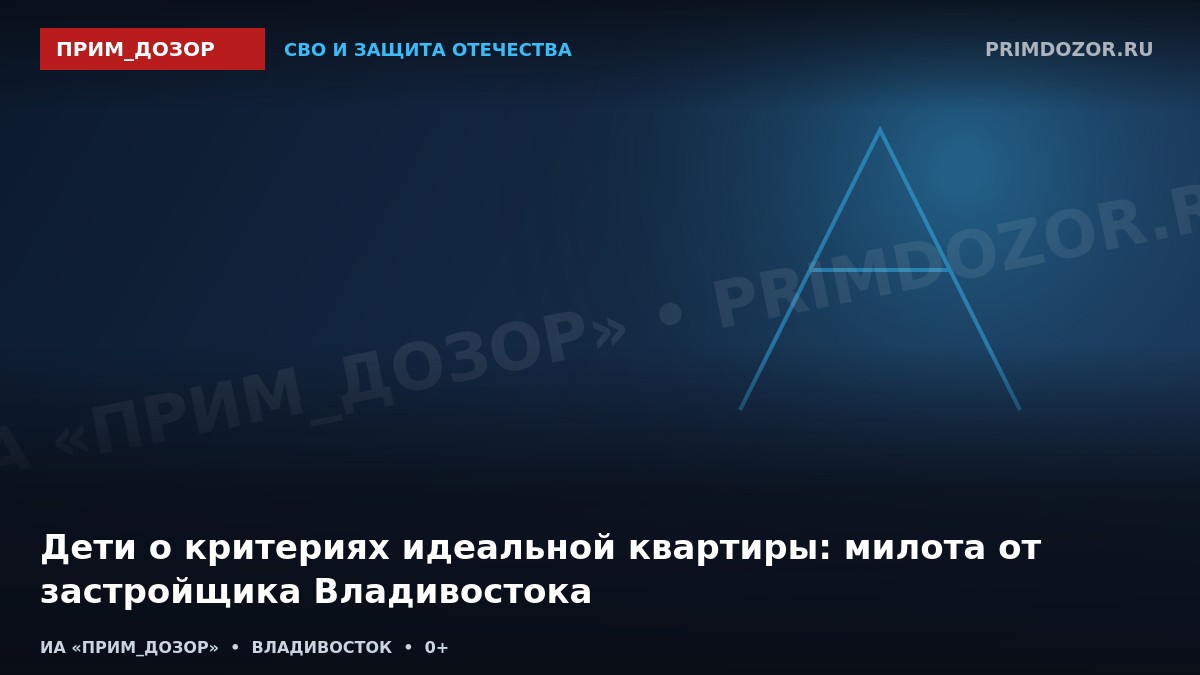 ПРИМ_ДОЗОР
СВО И ЗАЩИТА ОТЕЧЕСТВА
PRIMDOZOR.RU
А «ПРИМ_ДОЗОР» • PRIMDOZOR.R
Дети о критериях идеальной квартиры: милота от
застройщика Владивостока
ИА «ПРИМ_ДОЗОР» • ВЛАДИВОСТОК • 0+